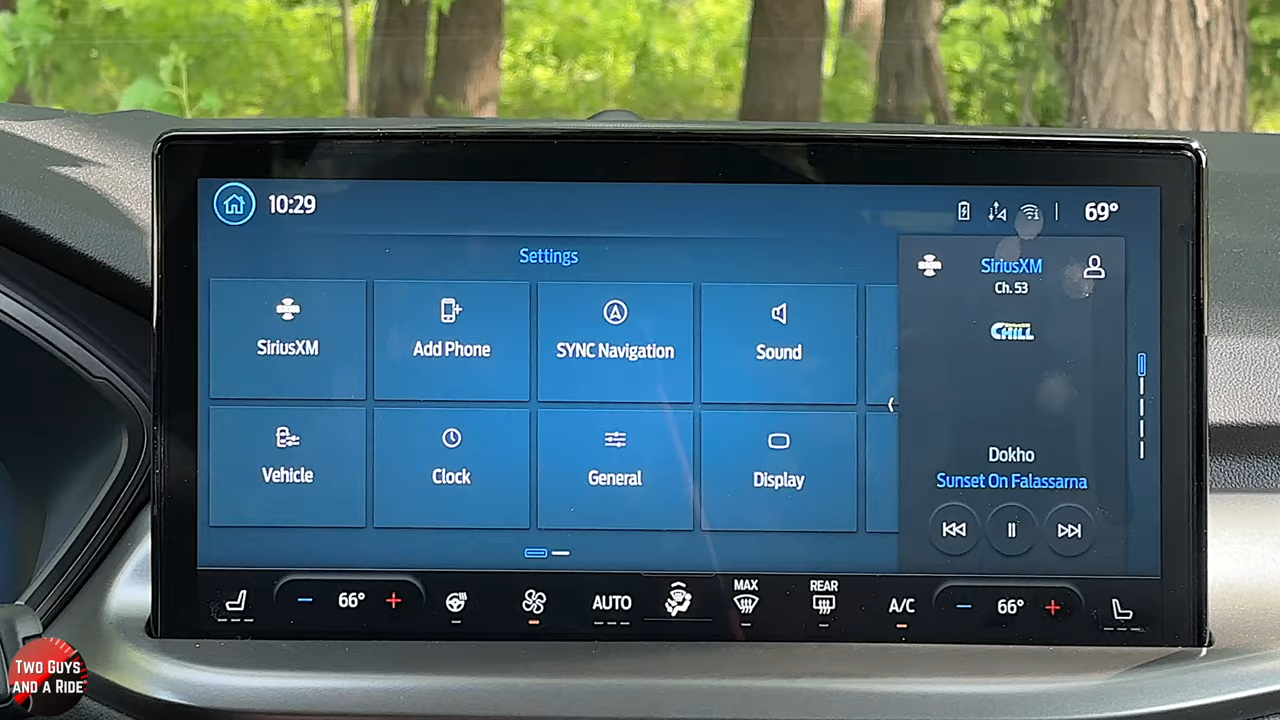 10:29
69°
Settings
SiriusXM
Add Phone
SYNC Navigation
Sound
Vehicle
Clock
General
Display
SiriusXM
Ch. 53
CHILL
Dokho
Sunset On Falassarna
66°
AUTO
MAX
REAR
A/C
66°
TWO GUYS
AND A RIDE